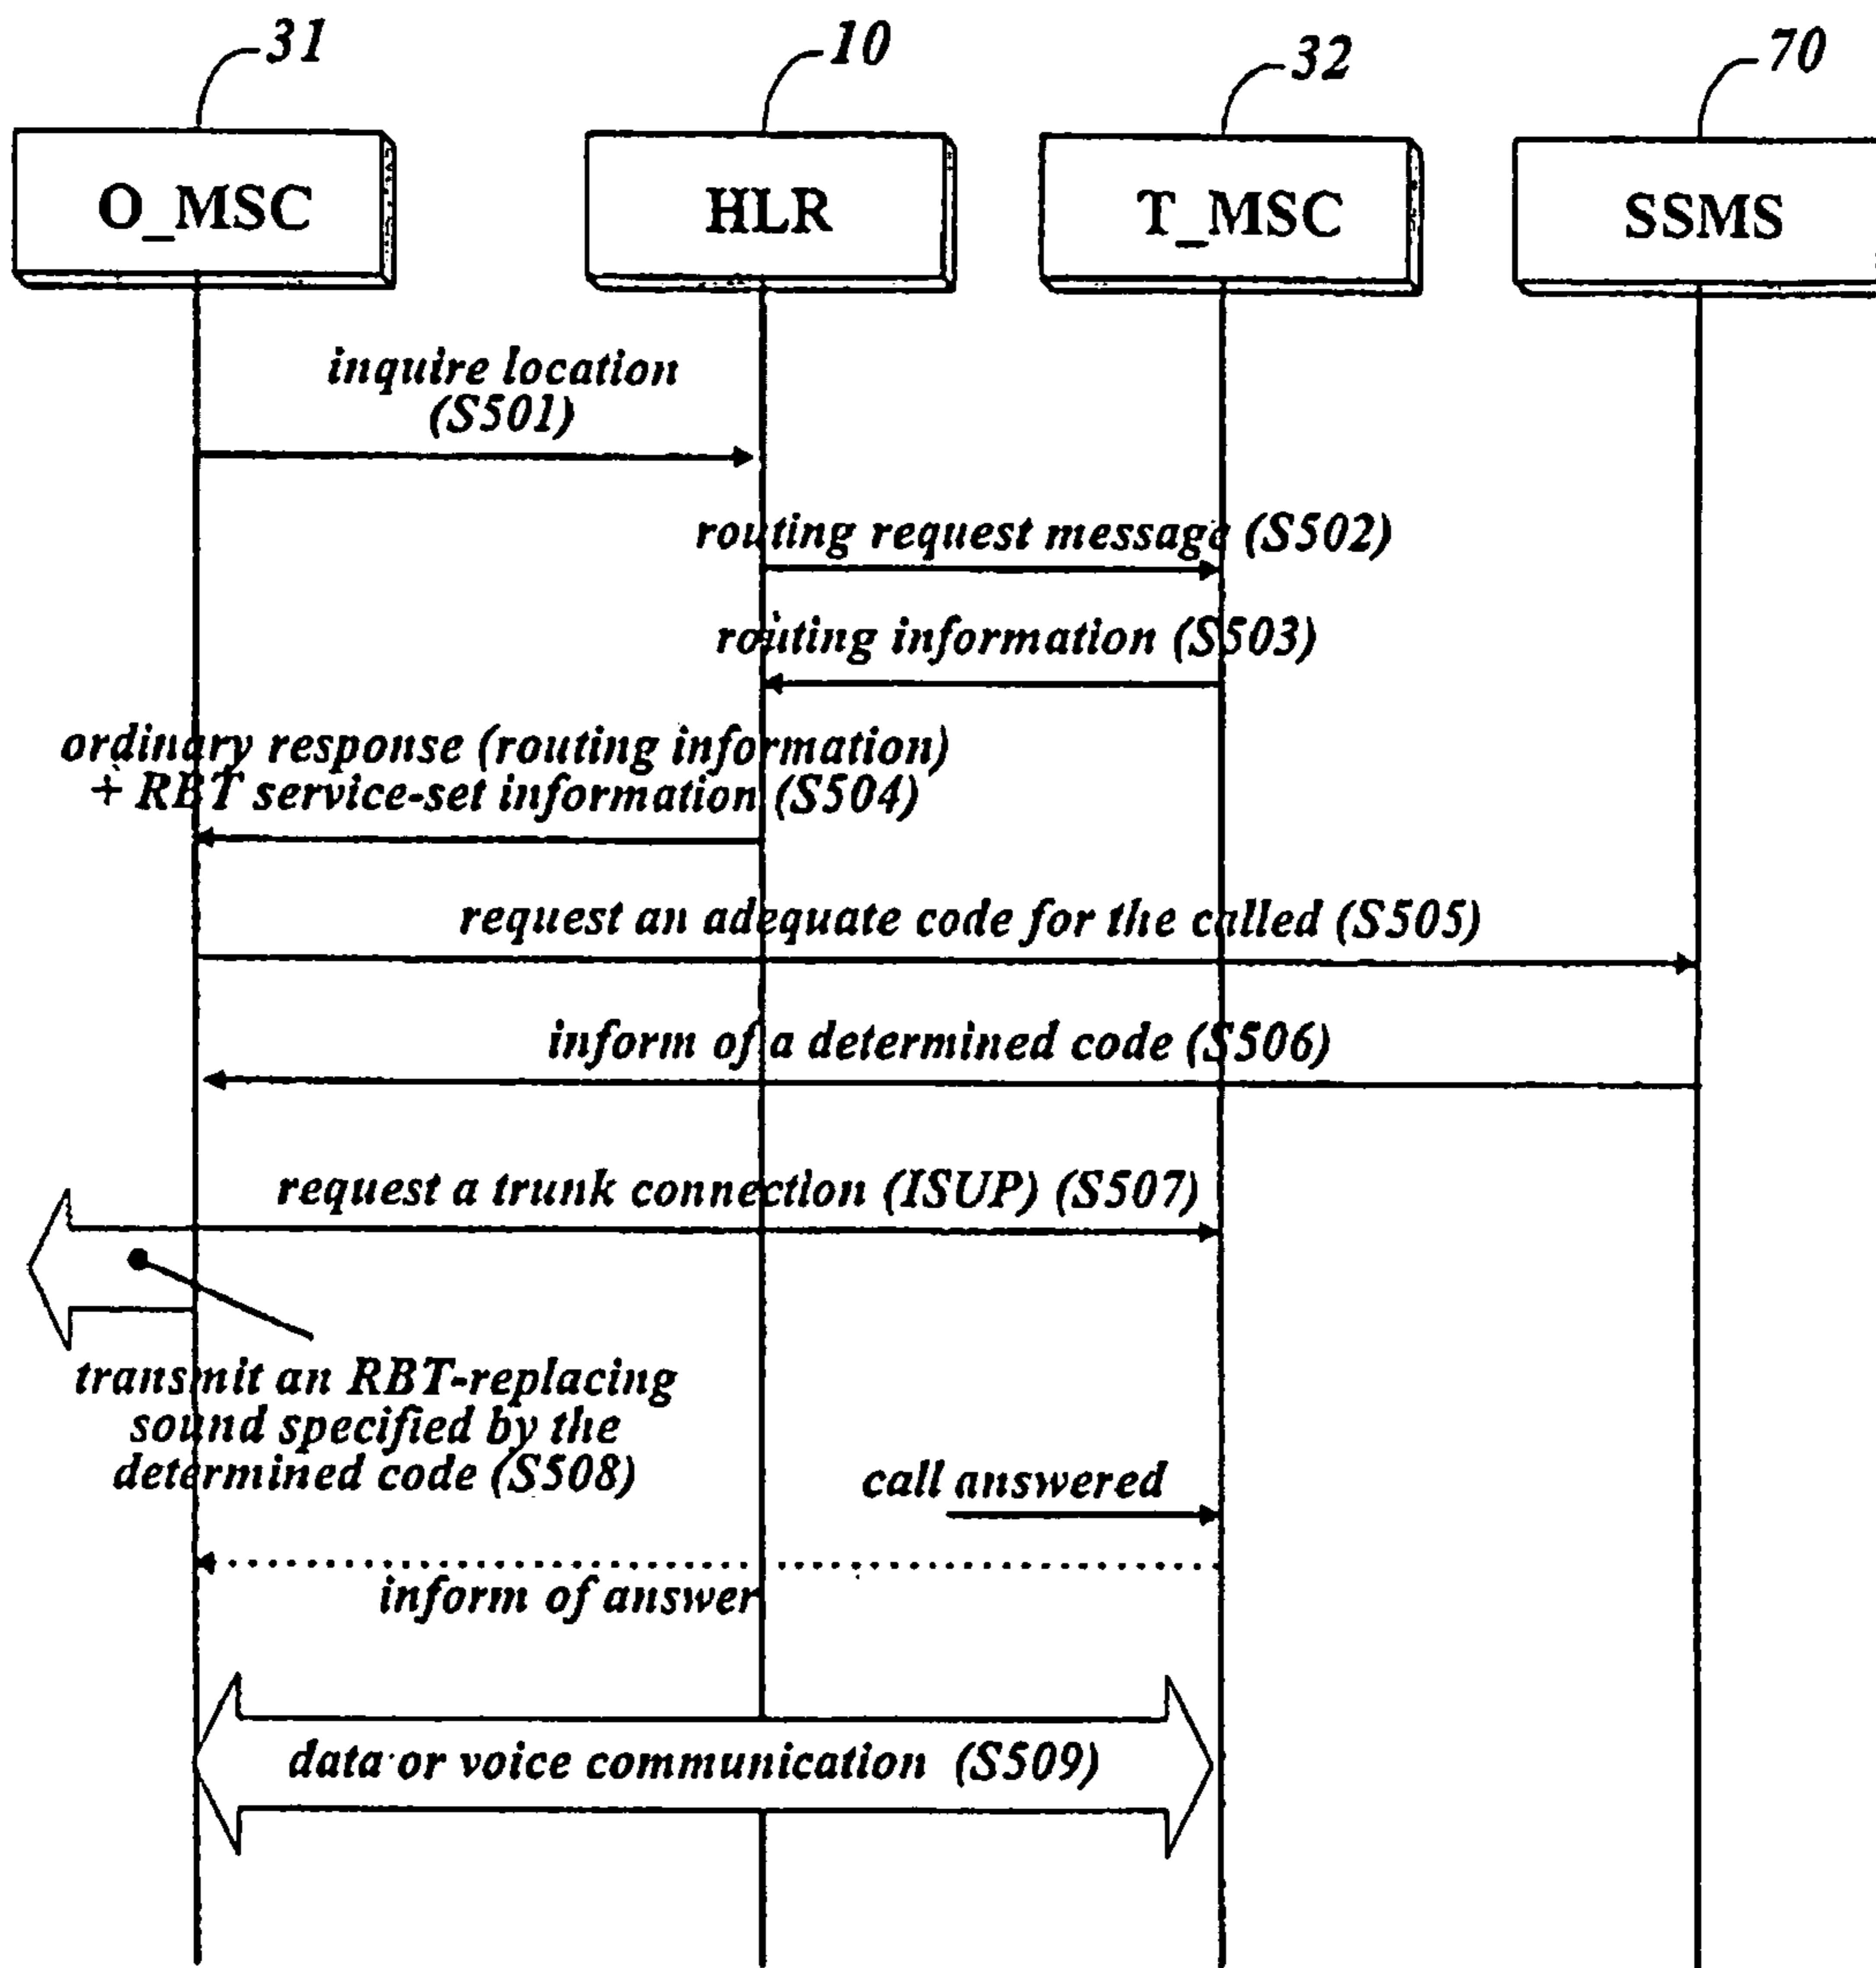 31
10
32
70
O_MSC
HLR
T_MSC
SSMS
inquire location
(S501)
routing request message (S502)
routing information (S503)
ordinary response (routing information)
+ RBT service-set information (S504)
request an adequate code for the called (S505)
inform of a determined code (S506)
request a trunk connection (ISUP) (S507)
transmit an RBT-replacing
sound specified by the
determined code (S508)
call answered
inform of answer
data or voice communication (S509)